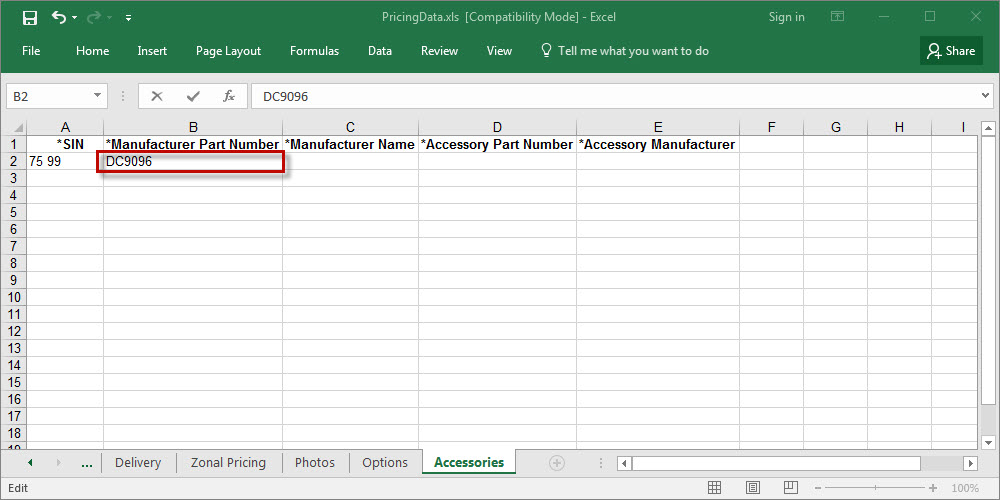 PricingData.xls [Compatibility Mode] - Excel
Sign in
File Home Insert Page Layout Formulas Data Review View Tell me what you want to do Share
B2 fx DC9096
A B C D E F G H I
1 *SIN *Manufacturer Part Number *Manufacturer Name *Accessory Part Number *Accessory Manufacturer
2 75 99 DC9096
3
4
5
6
7
8
9
10
11
12
13
14
15
16
17
18
19
... Delivery Zonal Pricing Photos Options Accessories
Edit 100%